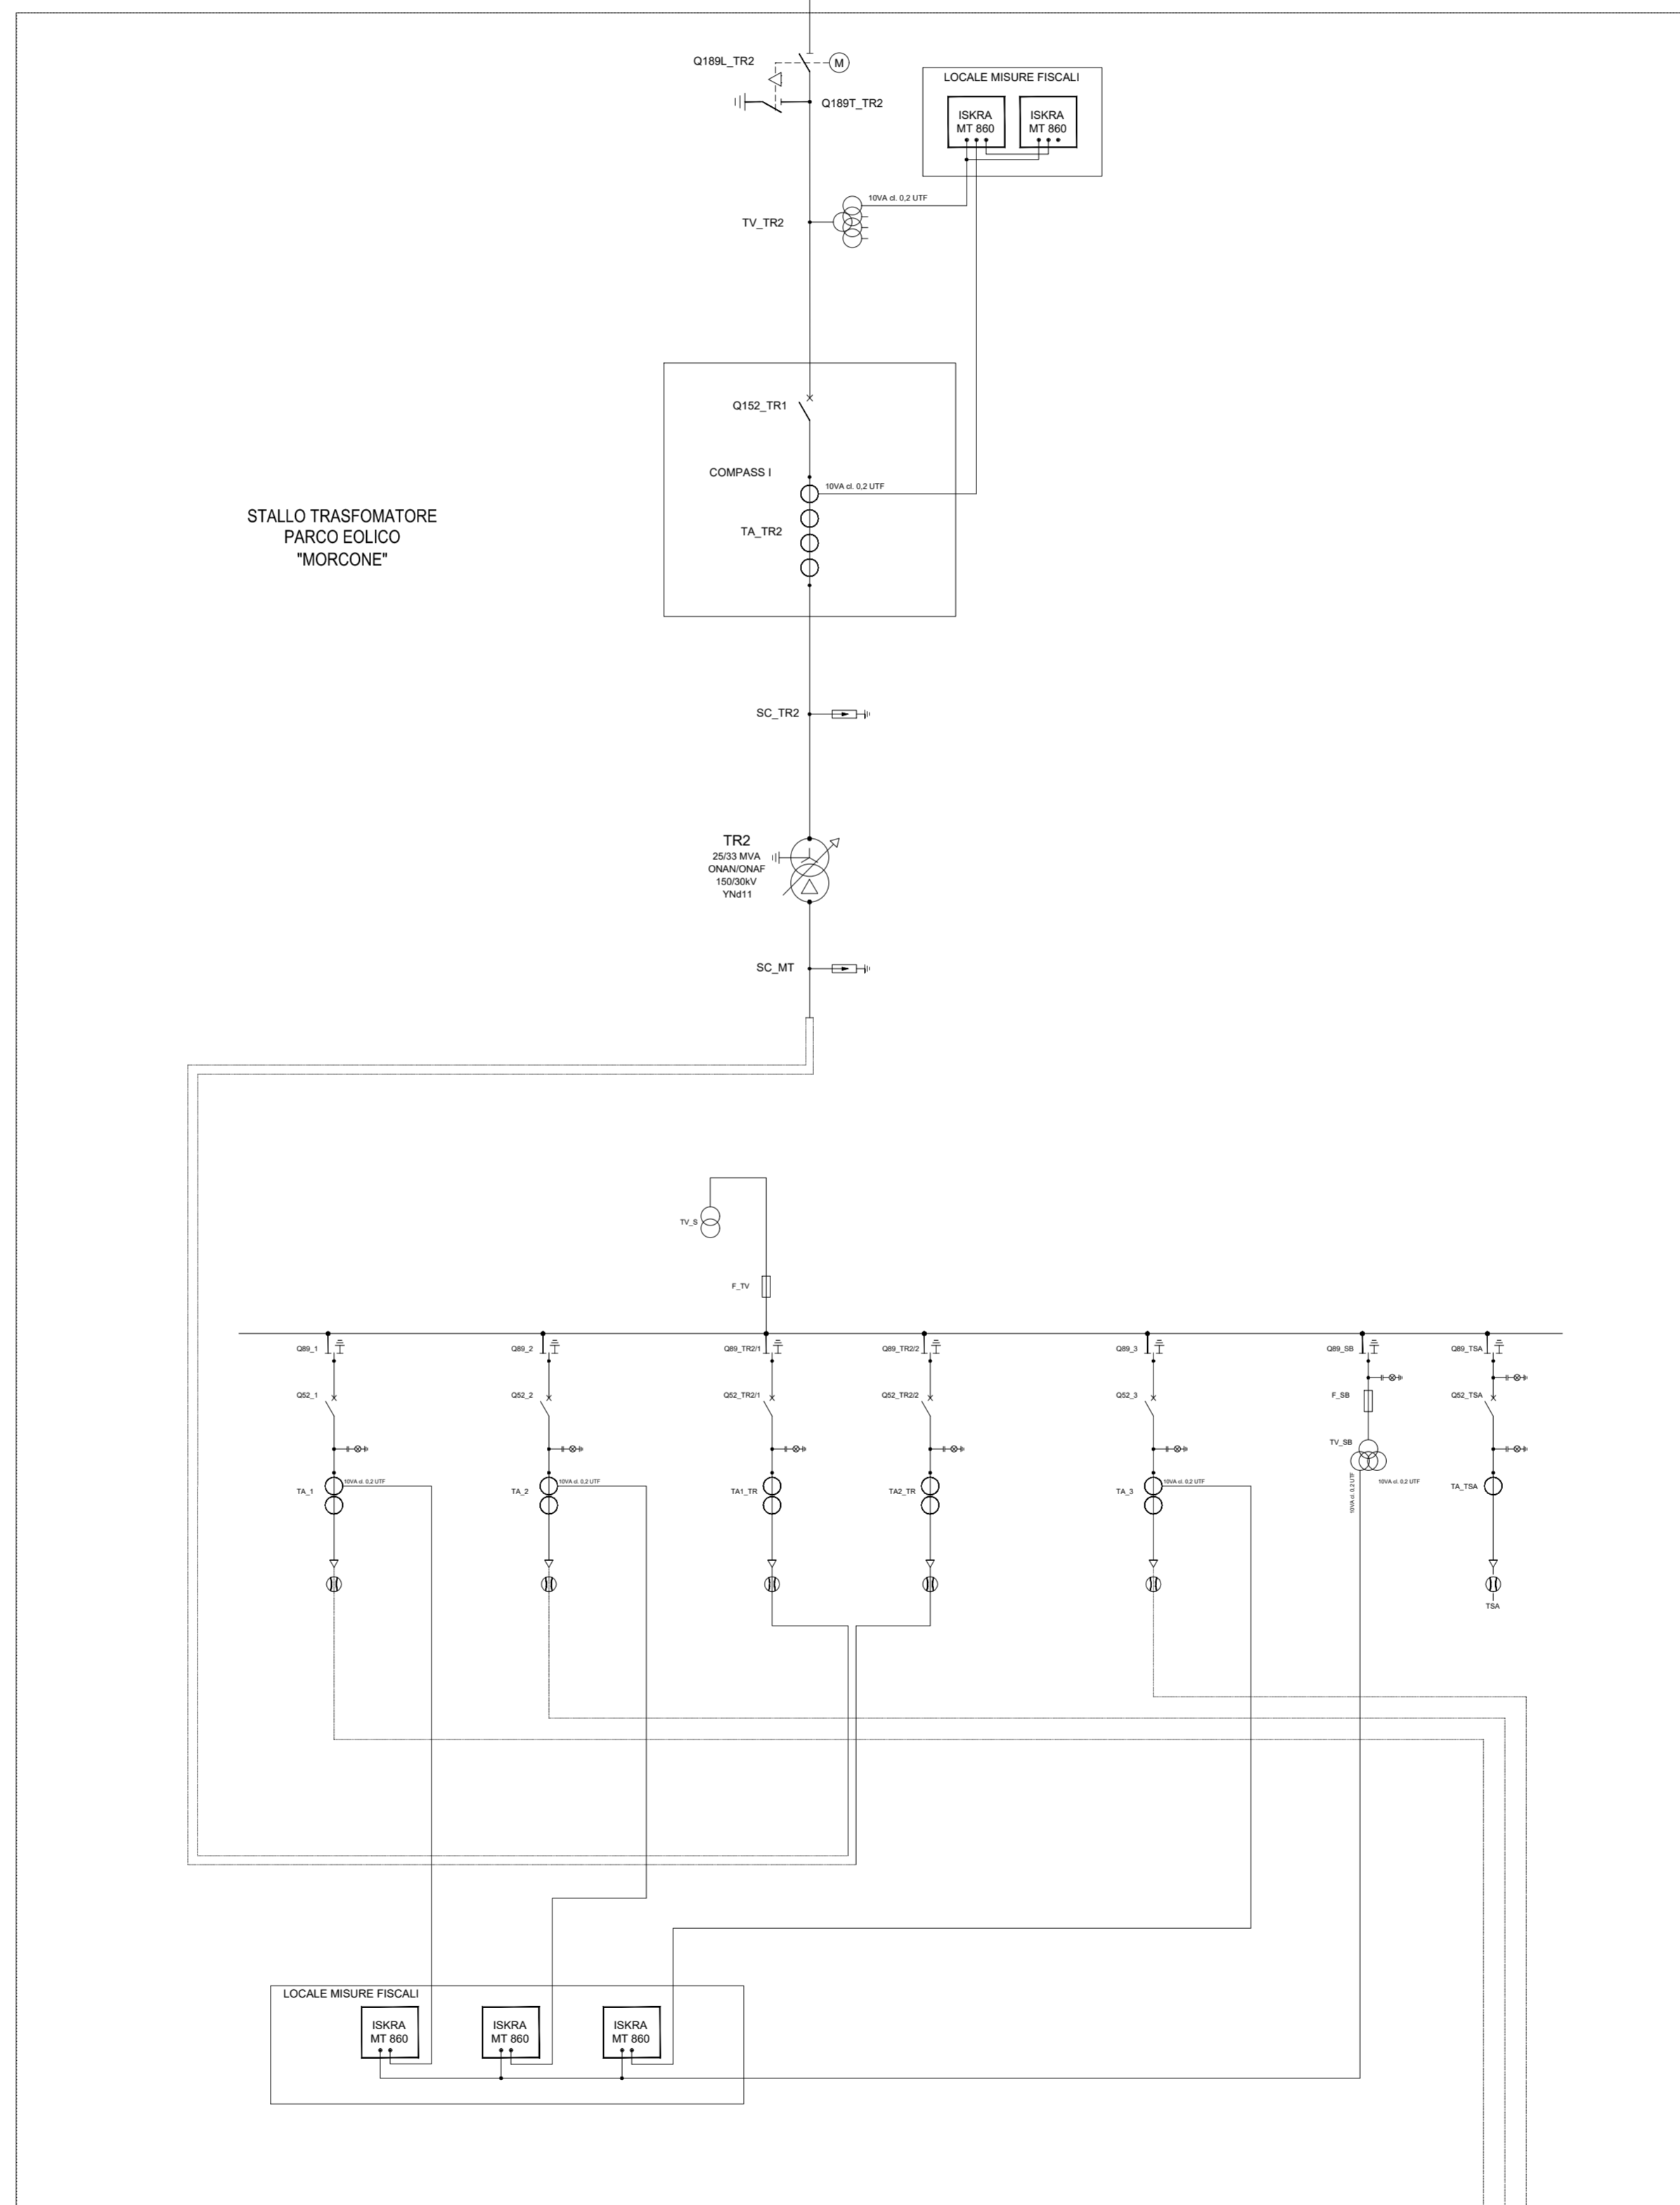 Q189L_TR2
M
LOCALE MISURE FISCALI
ISKRA
MT 860
ISKRA
MT 860
Q189T_TR2
10VA cl. 0,2 UTF
TV_TR2
Q152_TR1
COMPASS I
10VA cl. 0,2 UTF
TA_TR2
STALLO TRASFOMATORE
PARCO EOLICO
"MORCONE"
SC_TR2
TR2
25/33 MVA
ONAN/ONAF
150/30kV
YNd11
SC_MT
TV_S
F_TV
Q89_1
Q89_2
Q89_TR2/1
Q89_TR2/2
Q89_3
Q89_SB
Q89_TSA
Q52_1
Q52_2
Q52_TR2/1
Q52_TR2/2
Q52_3
F_SB
Q52_TSA
TV_SB
10VA cl. 0,2 UTF
10VA cl. 0,2 UTF
10VA cl. 0,2 UTF
10VA cl. 0,2 UTF
10VA cl. 0,2 UTF
TA_1
TA_2
TA1_TR
TA2_TR
TA_3
TA_TSA
TSA
LOCALE MISURE FISCALI
ISKRA
MT 860
ISKRA
MT 860
ISKRA
MT 860